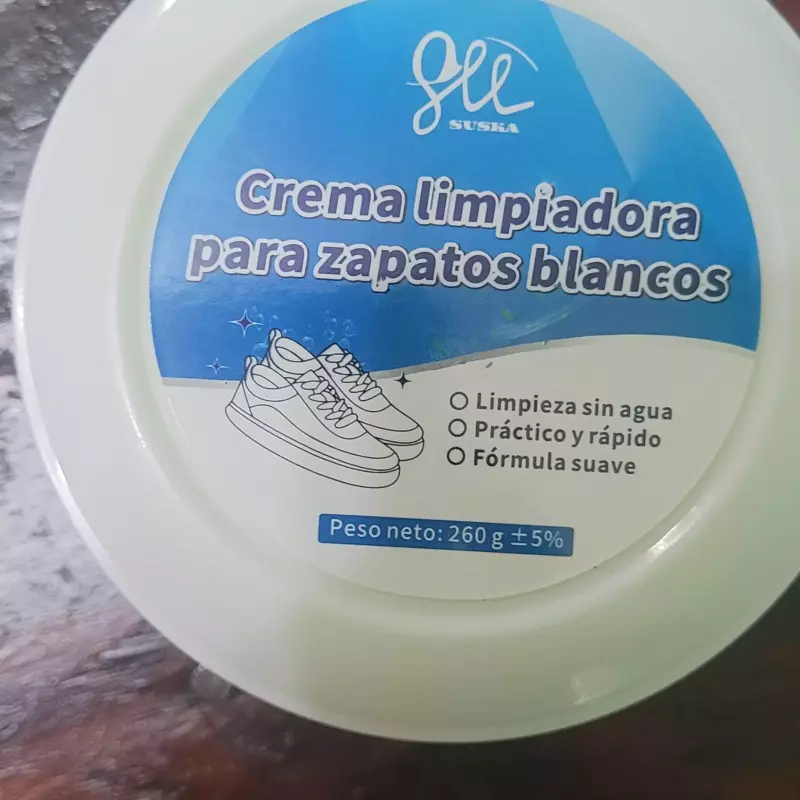 SUSKA
Crema limpiadora
para zapatos blancos
Limpieza sin agua
Práctico y rápido
Fórmula suave
Peso neto: 260 g ±5%